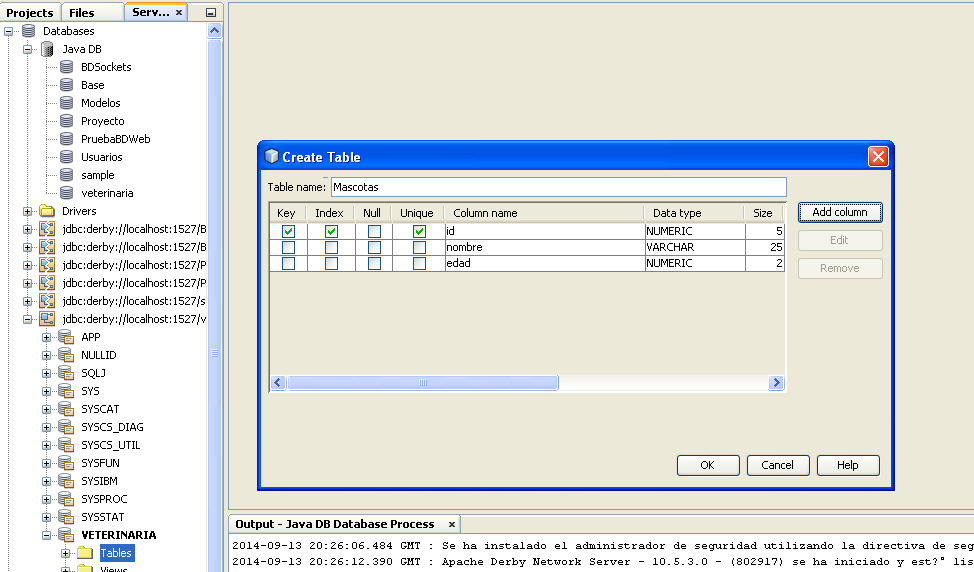 Projects Files Serv... ×
Databases
Java DB
BDSockets
Base
Modelos
Proyecto
PruebaBDWeb
Usuarios
sample
veterinaria
Drivers
jdbc:derby://localhost:1527/B
jdbc:derby://localhost:1527/B
jdbc:derby://localhost:1527/P
jdbc:derby://localhost:1527/P
jdbc:derby://localhost:1527/s
jdbc:derby://localhost:1527/v
APP
NULLID
SQLJ
SYS
SYSCAT
SYSCS_DIAG
SYSCS_UTIL
SYSFUN
SYSIBM
SYSPROC
SYSSTAT
VETERINARIA
Tables
Views
Create Table
Table name: Mascotas
Key Index Null Unique Column name Data type Size
id NUMERIC 5
nombre VARCHAR 25
edad NUMERIC 2
Add column
Edit
Remove
OK Cancel Help
Output - Java DB Database Process ×
2014-09-13 20:26:06.484 GMT : Se ha instalado el administrador de seguridad utilizando la directiva de seg
2014-09-13 20:26:12.390 GMT : Apache Derby Network Server - 10.5.3.0 - (802917) se ha iniciado y est?° lis